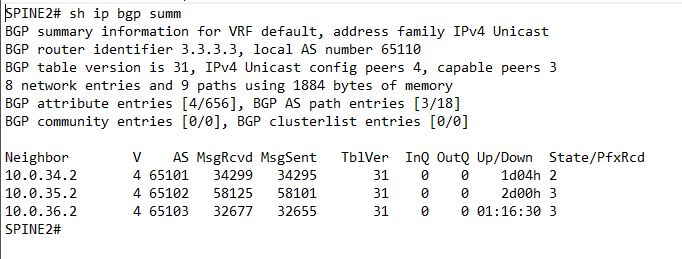 SPINE2# sh ip bgp summ
BGP summary information for VRF default, address family IPv4 Unicast
BGP router identifier 3.3.3.3, local AS number 65110
BGP table version is 31, IPv4 Unicast config peers 4, capable peers 3
8 network entries and 9 paths using 1884 bytes of memory
BGP attribute entries [4/656], BGP AS path entries [3/18]
BGP community entries [0/0], BGP clusterlist entries [0/0]

Neighbor        V    AS MsgRcvd MsgSent   TblVer  InQ OutQ Up/Down  State/PfxRcd
10.0.34.2       4 65101   34299   34295       31    0    0    1d04h 2
10.0.35.2       4 65102   58125   58101       31    0    0    2d00h 3
10.0.36.2       4 65103   32677   32655       31    0    0 01:16:30 3
SPINE2#